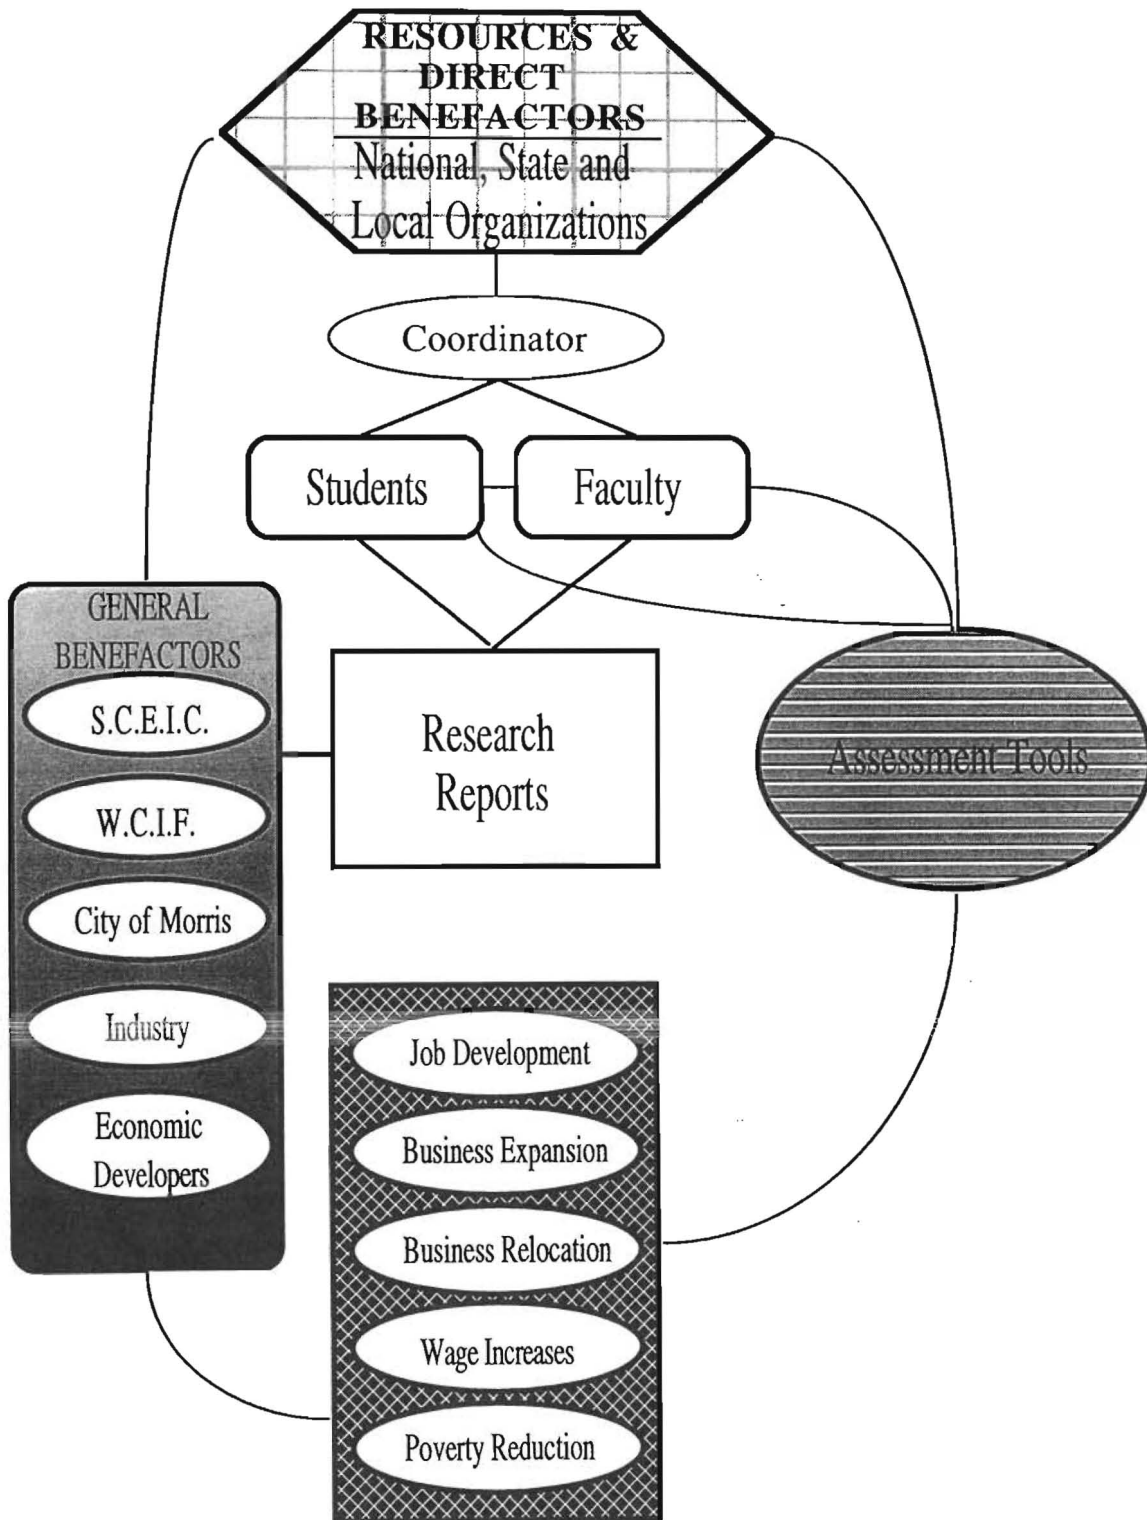 RESOURCES &
DIRECT
BENEFACTORS
National, State and
Local Organizations
Coordinator
Students
Faculty
GENERAL
BENEFACTORS
S.C.E.I.C.
W.C.I.F.
City of Morris
Industry
Economic
Developers
Research
Reports
Assessment Tools
Job Development
Business Expansion
Business Relocation
Wage Increases
Poverty Reduction